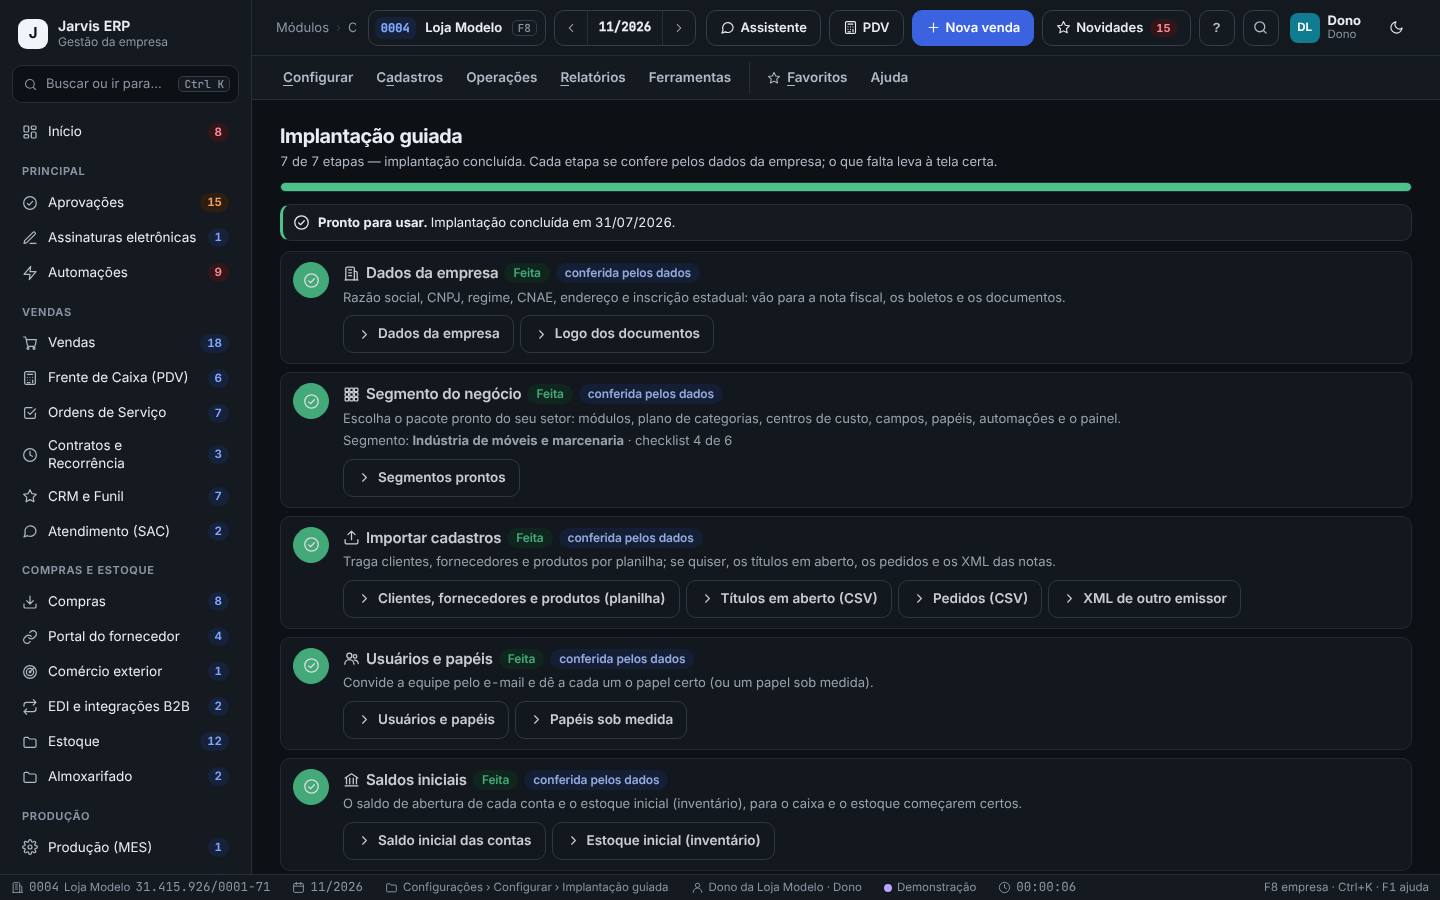 J
Jarvis ERP
Gestão da empresa
Buscar ou ir para... Ctrl K
Início 8
PRINCIPAL
Aprovações 15
Assinaturas eletrônicas 1
Automações 9
VENDAS
Vendas 18
Frente de Caixa (PDV) 6
Ordens de Serviço 7
Contratos e
Recorrência 3
CRM e Funil 7
Atendimento (SAC) 2
COMPRAS E ESTOQUE
Compras 8
Portal do fornecedor 4
Comércio exterior 1
EDI e integrações B2B 2
Estoque 12
Almoxarifado 2
PRODUÇÃO
Produção (MES) 1
Módulos › C 0004 Loja Modelo F8 ‹ 11/2026 › Assistente PDV + Nova venda Novidades 15 ? DL Dono
Dono
Configurar Cadastros Operações Relatórios Ferramentas Favoritos Ajuda
Implantação guiada
7 de 7 etapas — implantação concluída. Cada etapa se confere pelos dados da empresa; o que falta leva à tela certa.
Pronto para usar. Implantação concluída em 31/07/2026.
Dados da empresa Feita conferida pelos dados
Razão social, CNPJ, regime, CNAE, endereço e inscrição estadual: vão para a nota fiscal, os boletos e os documentos.
› Dados da empresa › Logo dos documentos
Segmento do negócio Feita conferida pelos dados
Escolha o pacote pronto do seu setor: módulos, plano de categorias, centros de custo, campos, papéis, automações e o painel.
Segmento: Indústria de móveis e marcenaria · checklist 4 de 6
› Segmentos prontos
Importar cadastros Feita conferida pelos dados
Traga clientes, fornecedores e produtos por planilha; se quiser, os títulos em aberto, os pedidos e os XML das notas.
› Clientes, fornecedores e produtos (planilha) › Títulos em aberto (CSV) › Pedidos (CSV) › XML de outro emissor
Usuários e papéis Feita conferida pelos dados
Convide a equipe pelo e-mail e dê a cada um o papel certo (ou um papel sob medida).
› Usuários e papéis › Papéis sob medida
Saldos iniciais Feita conferida pelos dados
O saldo de abertura de cada conta e o estoque inicial (inventário), para o caixa e o estoque começarem certos.
› Saldo inicial das contas › Estoque inicial (inventário)
0004 Loja Modelo 31.415.926/0001-71 11/2026 Configurações › Configurar › Implantação guiada Dono da Loja Modelo · Dono Demonstração 00:00:06 F8 empresa · Ctrl+K · F1 ajuda